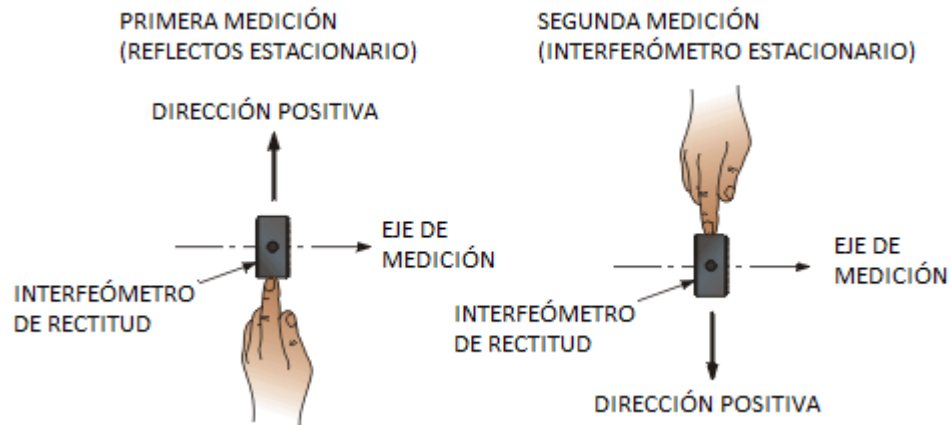 PRIMERA MEDICIÓN
(REFLECTOS ESTACIONARIO)
DIRECCIÓN POSITIVA
EJE DE
MEDICIÓN
INTERFEÓMETRO
DE RECTITUD
SEGUNDA MEDICIÓN
(INTERFERÓMETRO ESTACIONARIO)
EJE DE
MEDICIÓN
INTERFEÓMETRO
DE RECTITUD
DIRECCIÓN POSITIVA